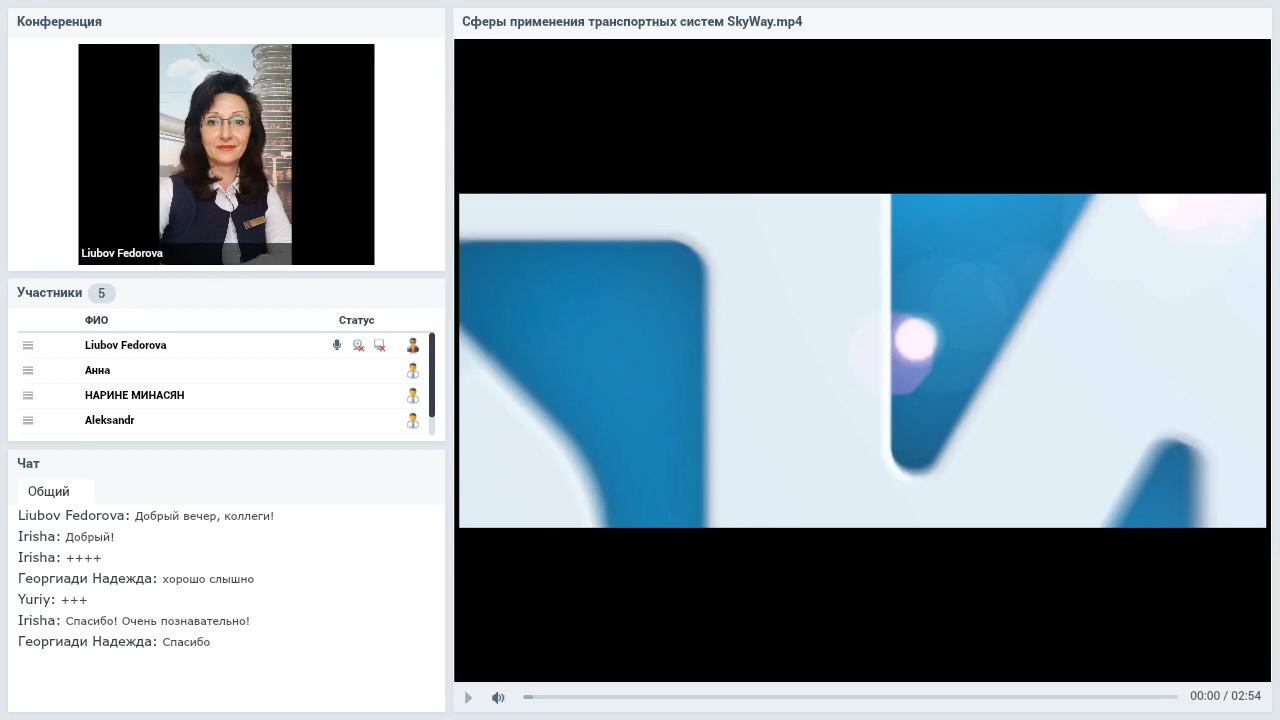 Конференция
Liubov Fedorova
Участники 5
ФИО Статус
Liubov Fedorova
Анна
НАРИНЕ МИНАСЯН
Aleksandr
Чат
Общий
Liubov Fedorova: Добрый вечер, коллеги!
Irisha: Добрый!
Irisha: ++++
Георгиади Надежда: хорошо слышно
Yuriy: +++
Irisha: Спасибо! Очень познавательно!
Георгиади Надежда: Спасибо
Сферы применения транспортных систем SkyWay.mp4
00:00 / 02:54